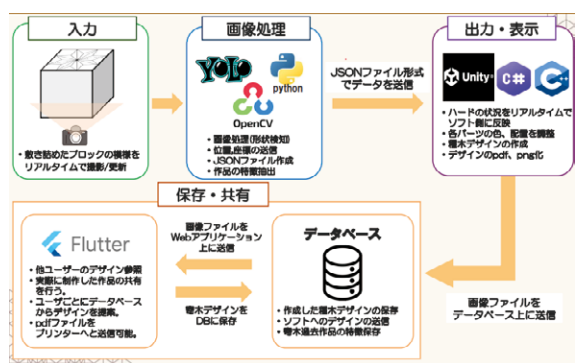 入力
・敷き詰めたブロックの模様を
リアルタイムで撮影/更新
画像処理
YOLO
python
OpenCV
・画像処理(形状検知)
・位置,座標の送信
・JSONファイル作成
・作品の特徴抽出
JSONファイル形式
でデータを送信
出力・表示
Unity
C#
C++
・ハードの状況をリアルタイムで
ソフト側に反映
・各パーツの色、配置を調整
・種木デザインの作成
・デザインのpdf、png化
画像ファイルを
データベース上に送信
保存・共有
Flutter
・他ユーザーのデザイン参照
・実際に制作した作品の共有
を行う。
・ユーザごとにデータベース
からデザインを提案。
・pdfファイルを
プリンターへと送信可能。
画像ファイルを
Webアプリケーション
上に送信
寄木デザインを
DBに保存
データベース
・作成した種木デザインの保存
・ソフトへのデザインの送信
・寄木過去作品の特徴保存